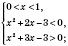 0<x<1,
x²+2x-3<0,
x²+3x-3>0;